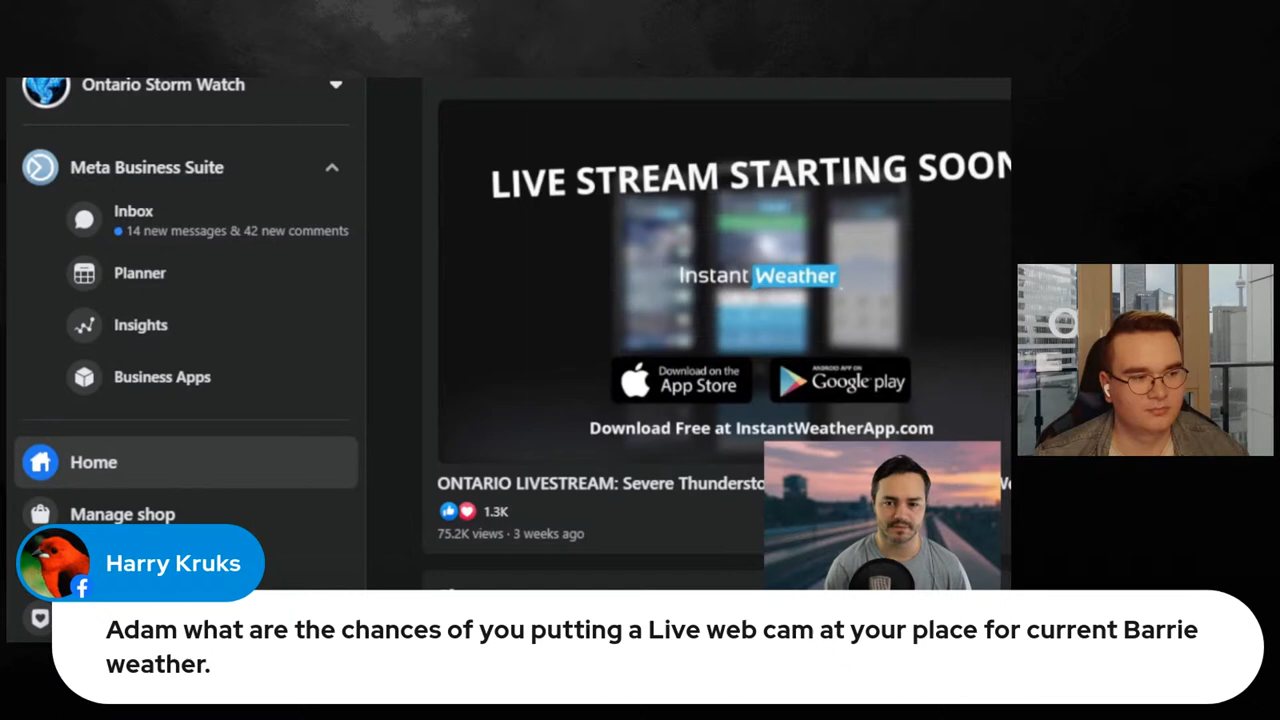 Ontario Storm Watch
Meta Business Suite
Inbox
14 new messages & 42 new comments
Planner
Insights
Business Apps
Home
Manage shop
LIVE STREAM STARTING SOON
Instant Weather
Download on the
App Store
ANDROID APP ON
Google play
Download Free at InstantWeatherApp.com
ONTARIO LIVESTREAM: Severe Thundersto
1.3K
75.2K views · 3 weeks ago
Harry Kruks
Adam what are the chances of you putting a Live web cam at your place for current Barrie
weather.